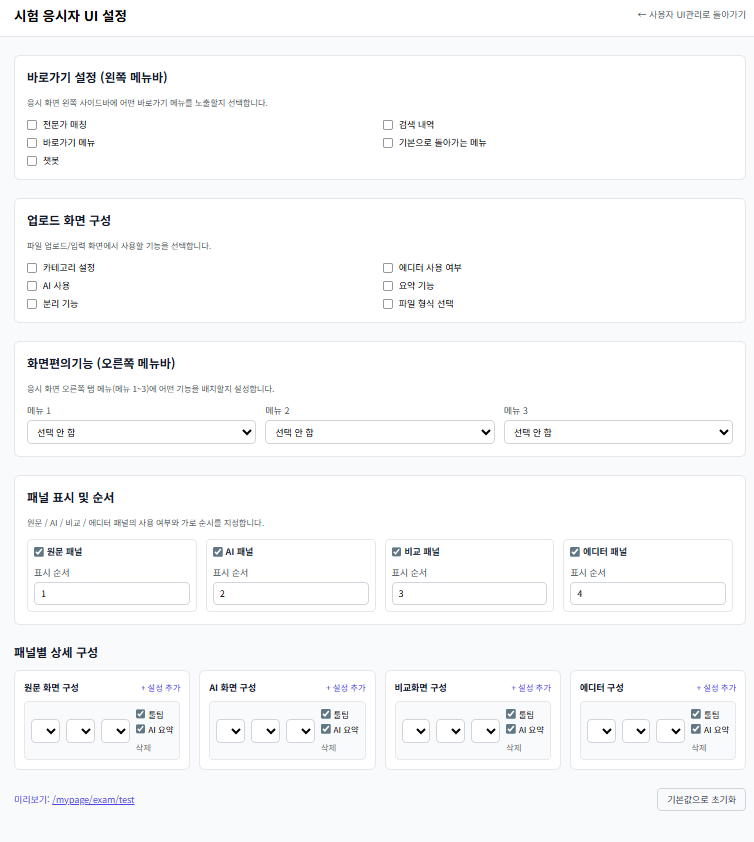 시험 응시자 UI 설정
← 사용자 UI관리로 돌아가기
바로가기 설정 (왼쪽 메뉴바)
응시 화면 왼쪽 사이드바에 어떤 바로가기 메뉴를 노출할지 선택합니다.
전문가 매칭
검색 내역
바로가기 메뉴
기본으로 돌아가는 메뉴
챗봇
업로드 화면 구성
파일 업로드/입력 화면에서 사용할 기능을 선택합니다.
카테고리 설정
에디터 사용 여부
AI 사용
요약 기능
분리 기능
파일 형식 선택
화면편의기능 (오른쪽 메뉴바)
응시 화면 오른쪽 탭 메뉴(메뉴 1~3)에 어떤 기능을 배치할지 설정합니다.
메뉴 1
메뉴 2
메뉴 3
선택 안 함
선택 안 함
선택 안 함
패널 표시 및 순서
원문 / AI / 비교 / 에디터 패널의 사용 여부와 가로 순서를 지정합니다.
원문 패널
AI 패널
비교 패널
에디터 패널
표시 순서
표시 순서
표시 순서
표시 순서
1
2
3
4
패널별 상세 구성
원문 화면 구성
+ 설정 추가
AI 화면 구성
+ 설정 추가
비교화면 구성
+ 설정 추가
에디터 구성
+ 설정 추가
툴팁
툴팁
툴팁
툴팁
AI 요약
AI 요약
AI 요약
AI 요약
삭제
삭제
삭제
삭제
미리보기: /mypage/exam/test
기본값으로 초기화